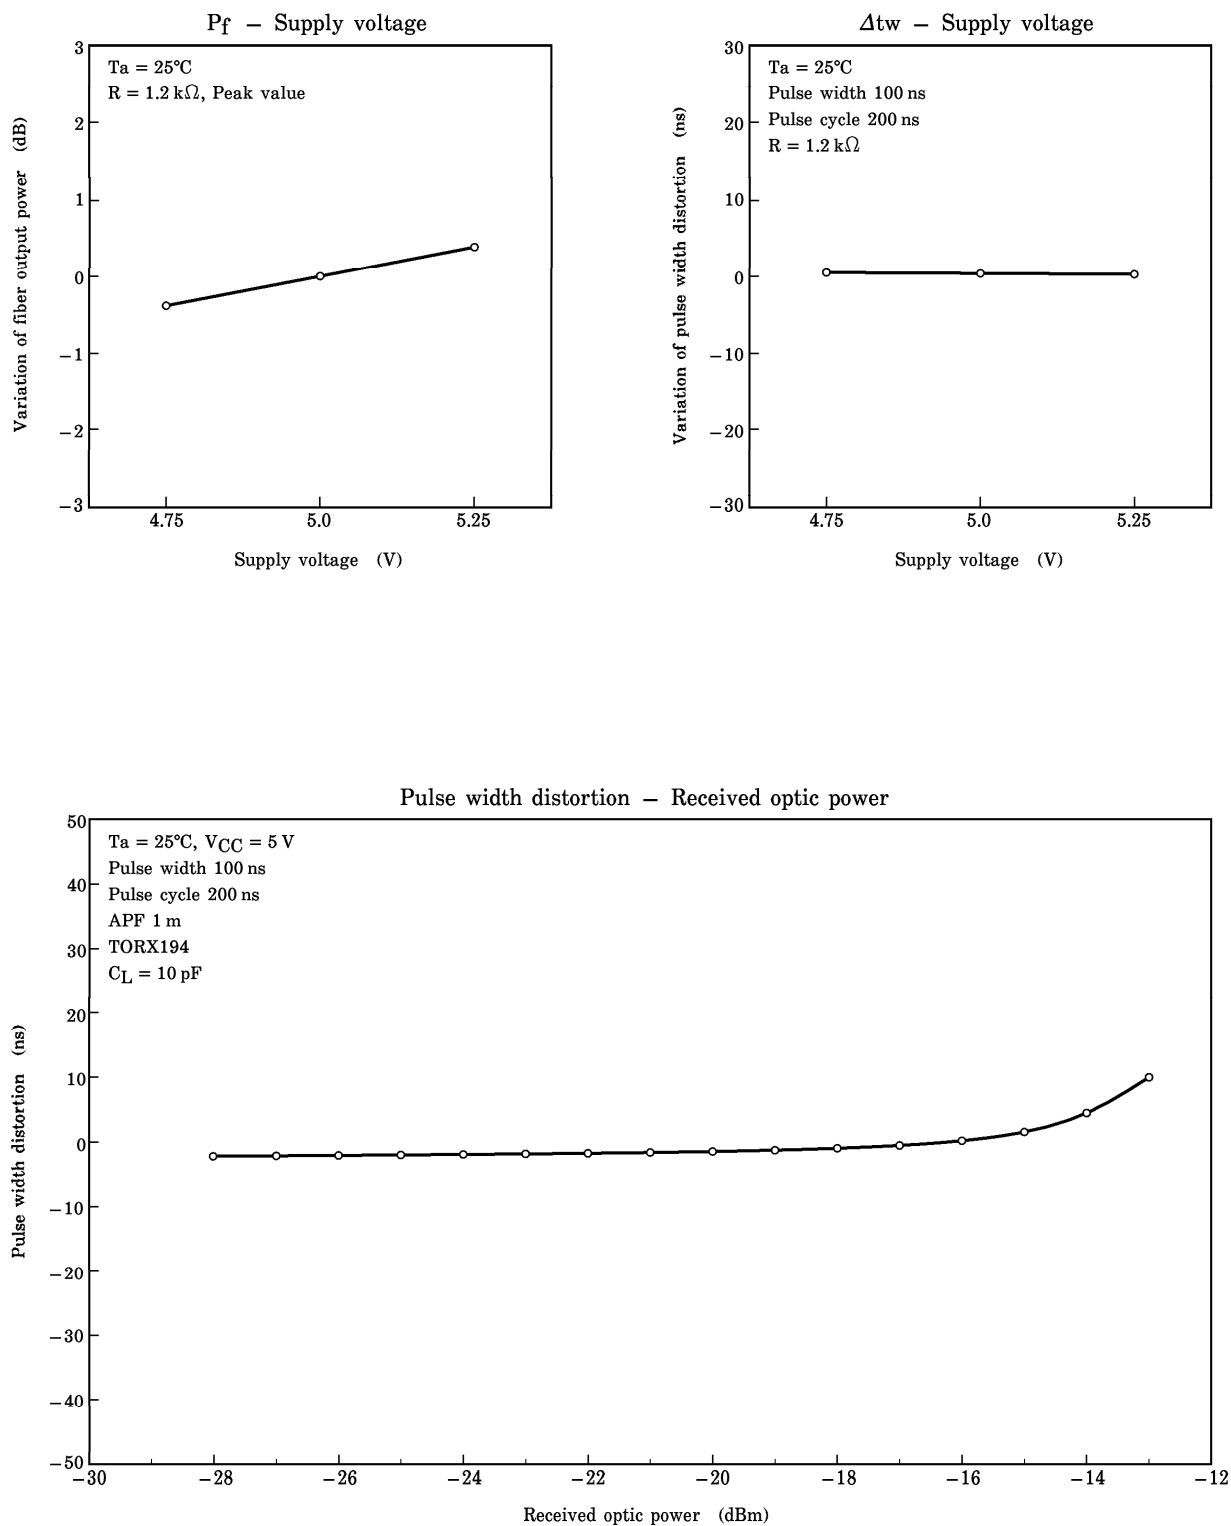 Pf − Supply voltage
Ta = 25°C
R = 1.2 kΩ, Peak value
Variation of fiber output power (dB)
3
2
1
0
−1
−2
−3
4.75 5.0 5.25
Supply voltage (V)
Δtw − Supply voltage
Ta = 25°C
Pulse width 100 ns
Pulse cycle 200 ns
R = 1.2 kΩ
Variation of pulse width distortion (ns)
30
20
10
0
−10
−20
−30
4.75 5.0 5.25
Supply voltage (V)
Pulse width distortion − Received optic power
Ta = 25°C, VCC = 5 V
Pulse width 100 ns
Pulse cycle 200 ns
APF 1 m
TORX194
CL = 10 pF
Pulse width distortion (ns)
50
40
30
20
10
0
−10
−20
−30
−40
−50
−30 −28 −26 −24 −22 −20 −18 −16 −14 −12
Received optic power (dBm)